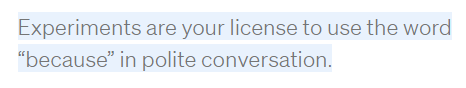 Experiments are your license to use the word
“because” in polite conversation.